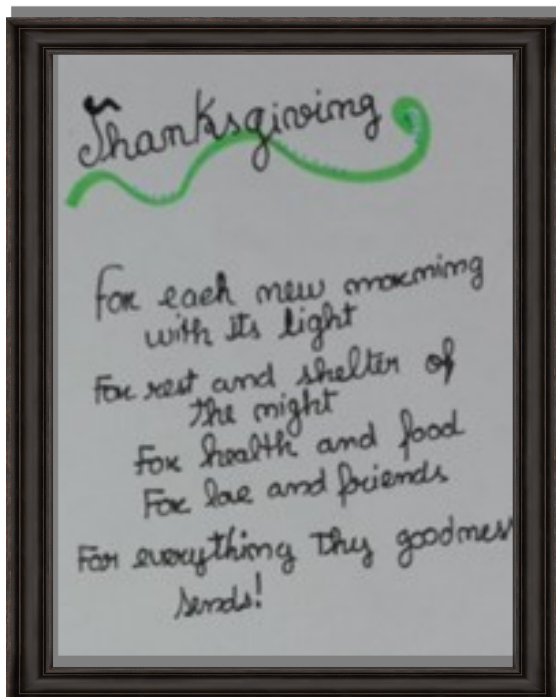 Thanksgiving
For each new morning
with its light
For rest and shelter of
the night
For health and food
For love and friends
For everything thy goodness
sends!